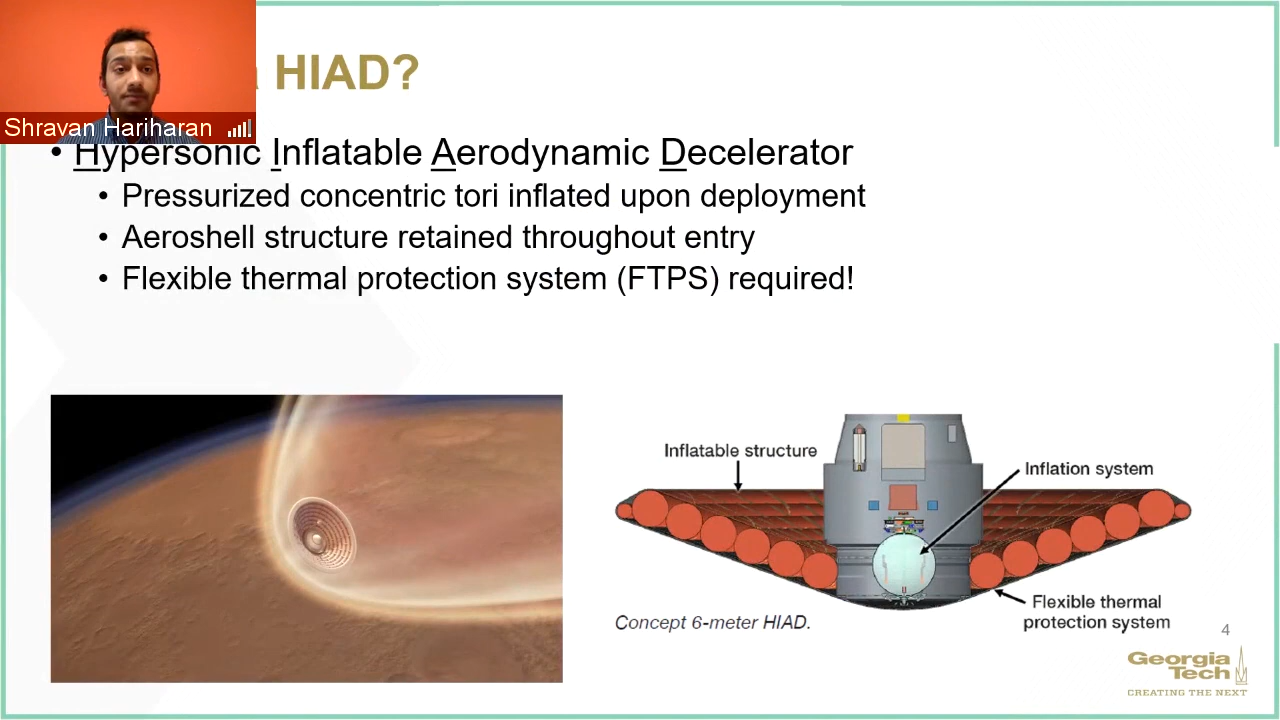 HIAD?
Shravan Hariharan
• Hypersonic Inflatable Aerodynamic Decelerator
• Pressurized concentric tori inflated upon deployment
• Aeroshell structure retained throughout entry
• Flexible thermal protection system (FTPS) required!
Inflatable structure
Inflation system
Flexible thermal
protection system
Concept 6-meter HIAD.
4
Georgia
Tech
CREATING THE NEXT